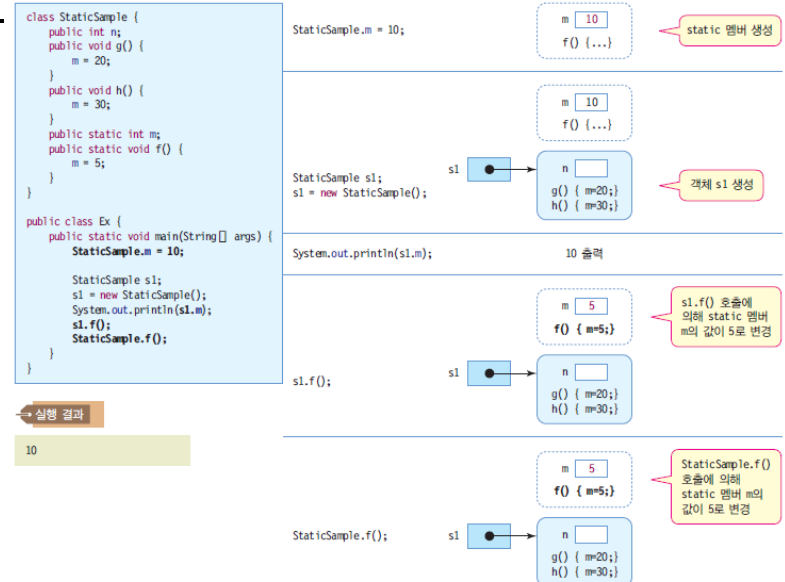 class StaticSample {
public int n;
public void g() {
m = 20;
}
public void h() {
m = 30;
}
public static int m;
public static void f() {
m = 5;
}
}
public class Ex {
public static void main(String[] args) {
StaticSample.m = 10;
StaticSample s1;
s1 = new StaticSample();
System.out.println(s1.m);
s1.f();
StaticSample.f();
}
}
실행 결과
10
StaticSample.m = 10;
m 10
f() {...}
static 멤버 생성
StaticSample s1;
s1 = new StaticSample();
m 10
f() {...}
s1
n
g() { m=20;}
h() { m=30;}
객체 s1 생성
System.out.println(s1.m);
10 출력
s1.f();
m 5
f() { m=5;}
s1
n
g() { m=20;}
h() { m=30;}
s1.f() 호출에
의해 static 멤버
m의 값이 5로 변경
StaticSample.f();
m 5
f() { m=5;}
s1
n
g() { m=20;}
h() { m=30;}
StaticSample.f()
호출에 의해
static 멤버 m의
값이 5로 변경